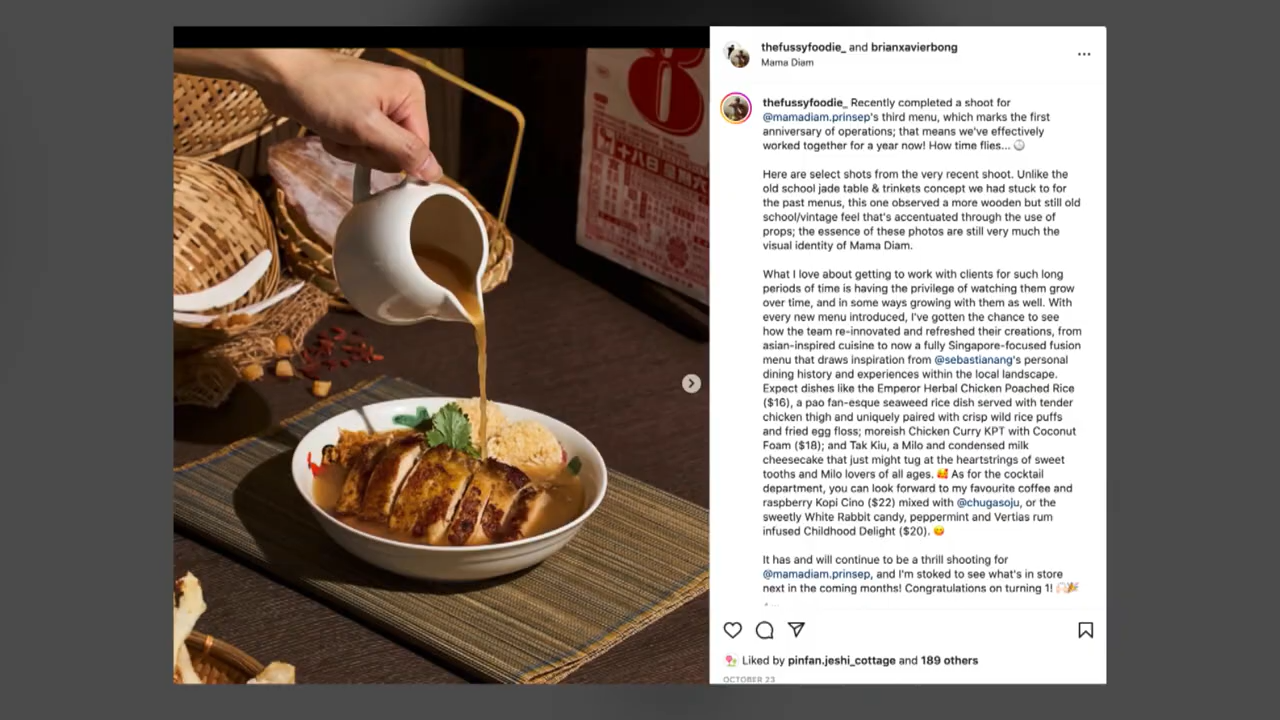 十八日 星期六
thefussyfoodie_ and brianxavierbong
Mama Diam
thefussyfoodie_ Recently completed a shoot for
@mamadiam.prinsep's third menu, which marks the first
anniversary of operations; that means we've effectively
worked together for a year now! How time flies...
Here are select shots from the very recent shoot. Unlike the
old school jade table & trinkets concept we had stuck to for
the past menus, this one observed a more wooden but still old
school/vintage feel that's accentuated through the use of
props; the essence of these photos are still very much the
visual identity of Mama Diam.
What I love about getting to work with clients for such long
periods of time is having the privilege of watching them grow
over time, and in some ways growing with them as well. With
every new menu introduced, I've gotten the chance to see
how the team re-innovated and refreshed their creations, from
asian-inspired cuisine to now a fully Singapore-focused fusion
menu that draws inspiration from @sebastianang's personal
dining history and experiences within the local landscape.
Expect dishes like the Emperor Herbal Chicken Poached Rice
($16), a pao fan-esque seaweed rice dish served with tender
chicken thigh and uniquely paired with crisp wild rice puffs
and fried egg floss; moreish Chicken Curry KPT with Coconut
Foam ($18); and Tak Kiu, a Milo and condensed milk
cheesecake that just might tug at the heartstrings of sweet
tooths and Milo lovers of all ages. 🥰 As for the cocktail
department, you can look forward to my favourite coffee and
raspberry Kopi Cino ($22) mixed with @chugasoju, or the
sweetly White Rabbit candy, peppermint and Vertias rum
infused Childhood Delight ($20). 😋
It has and will continue to be a thrill shooting for
@mamadiam.prinsep, and I'm stoked to see what's in store
next in the coming months! Congratulations on turning 1! 🙌🏻🎉
Liked by pinfan.jeshi_cottage and 189 others
OCTOBER 23